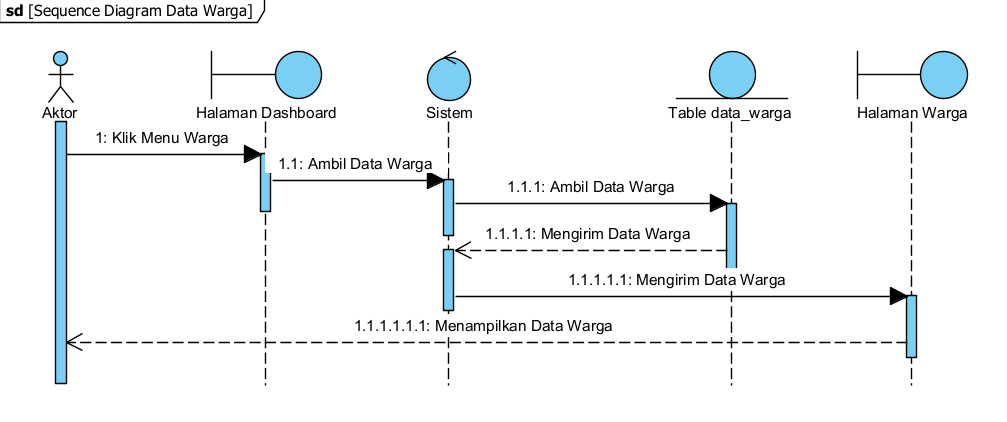 sd [Sequence Diagram Data Warga]
Aktor
Halaman Dashboard
Sistem
Table data_warga
Halaman Warga
1: Klik Menu Warga
1.1: Ambil Data Warga
1.1.1: Ambil Data Warga
1.1.1.1: Mengirim Data Warga
1.1.1.1.1: Mengirim Data Warga
1.1.1.1.1.1: Menampilkan Data Warga